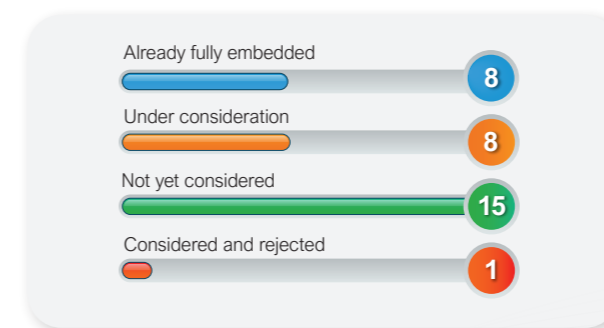 Already fully embedded
8
Under consideration
8
Not yet considered
15
Considered and rejected
1